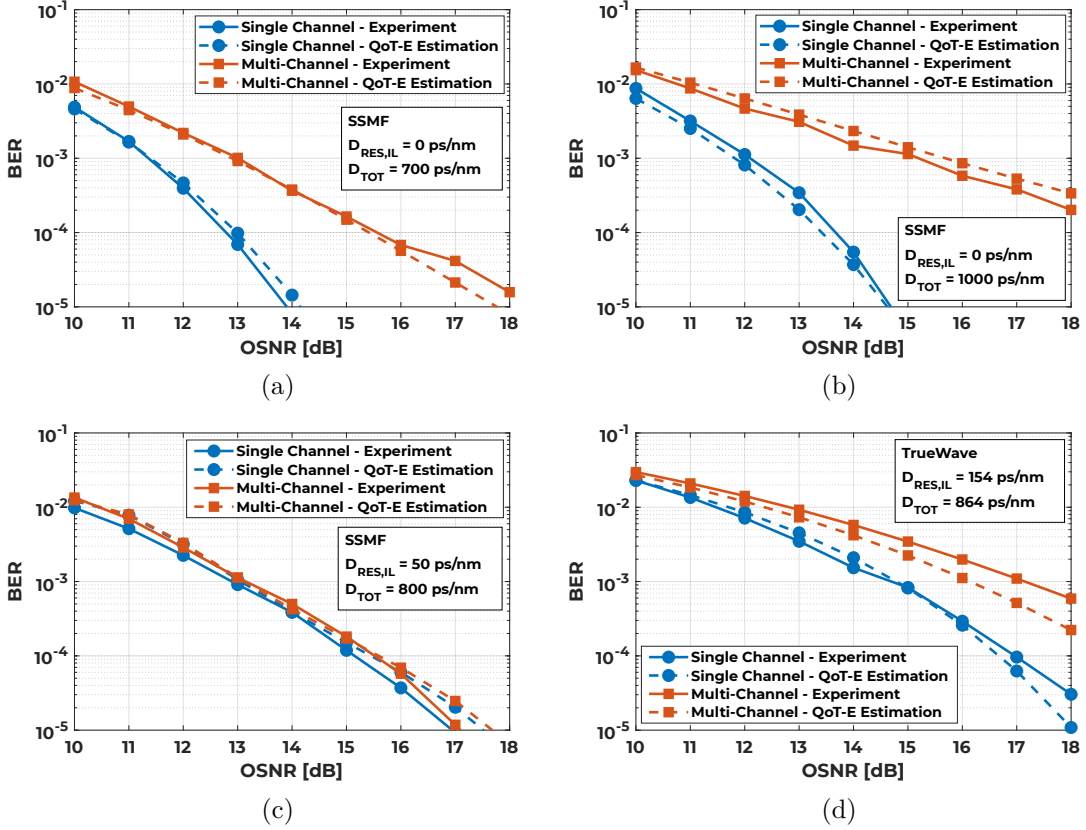 Single Channel - Experiment
Single Channel - QoT-E Estimation
Multi-Channel - Experiment
Multi-Channel - QoT-E Estimation
SSMF
D_RES,IL = 0 ps/nm
D_TOT = 700 ps/nm
10^-1
10^-2
10^-3
10^-4
10^-5
BER
10 11 12 13 14 15 16 17 18
OSNR [dB]
(a)
Single Channel - Experiment
Single Channel - QoT-E Estimation
Multi-Channel - Experiment
Multi-Channel - QoT-E Estimation
SSMF
D_RES,IL = 0 ps/nm
D_TOT = 1000 ps/nm
10^-1
10^-2
10^-3
10^-4
10^-5
BER
10 11 12 13 14 15 16 17 18
OSNR [dB]
(b)
Single Channel - Experiment
Single Channel - QoT-E Estimation
Multi-Channel - Experiment
Multi-Channel - QoT-E Estimation
SSMF
D_RES,IL = 50 ps/nm
D_TOT = 800 ps/nm
10^-1
10^-2
10^-3
10^-4
10^-5
BER
10 11 12 13 14 15 16 17 18
OSNR [dB]
(c)
TrueWave
D_RES,IL = 154 ps/nm
D_TOT = 864 ps/nm
Single Channel - Experiment
Single Channel - QoT-E Estimation
Multi-Channel - Experiment
Multi-Channel - QoT-E Estimation
10^-1
10^-2
10^-3
10^-4
10^-5
BER
10 11 12 13 14 15 16 17 18
OSNR [dB]
(d)